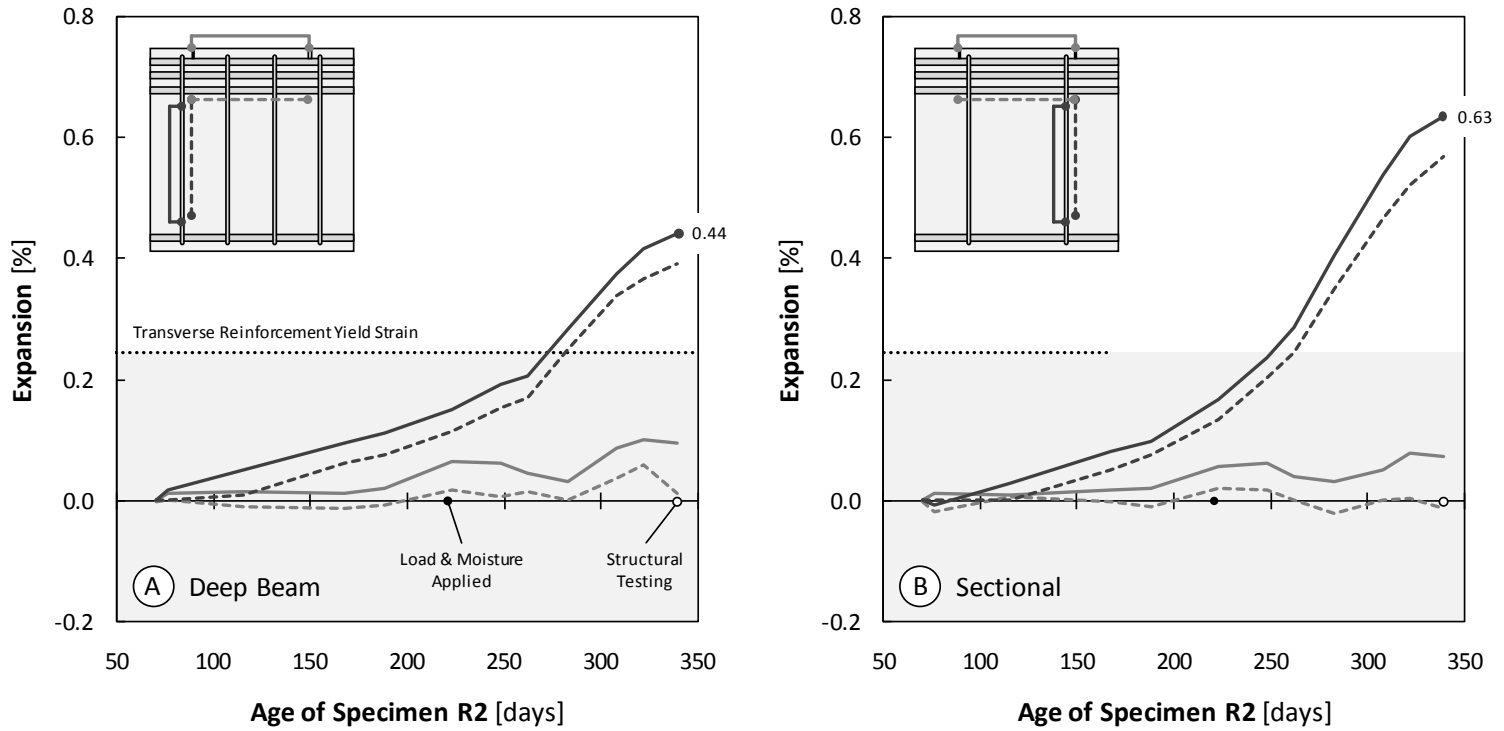 0.8
0.6
0.4
0.2
0.0
-0.2
Expansion [%]
0.44
Transverse Reinforcement Yield Strain
Load & Moisture
Applied
Structural
Testing
A Deep Beam
50 100 150 200 250 300 350
Age of Specimen R2 [days]
0.8
0.6
0.4
0.2
0.0
-0.2
Expansion [%]
0.63
B Sectional
50 100 150 200 250 300 350
Age of Specimen R2 [days]